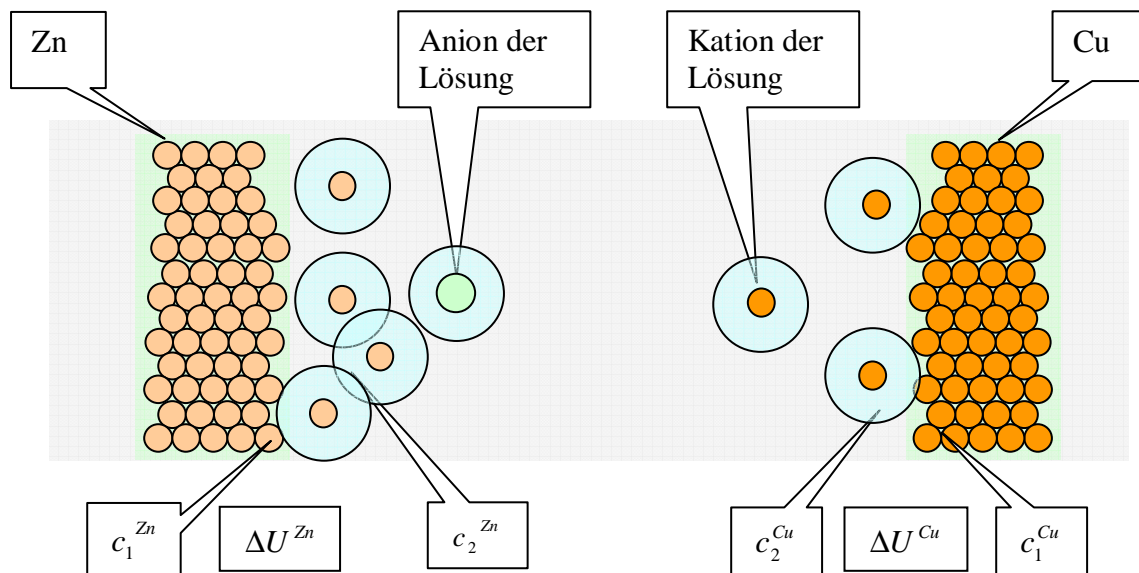 Zn
Anion der
Lösung
Kation der
Lösung
Cu
c₁^Zn
ΔU^Zn
c₂^Zn
c₂^Cu
ΔU^Cu
c₁^Cu